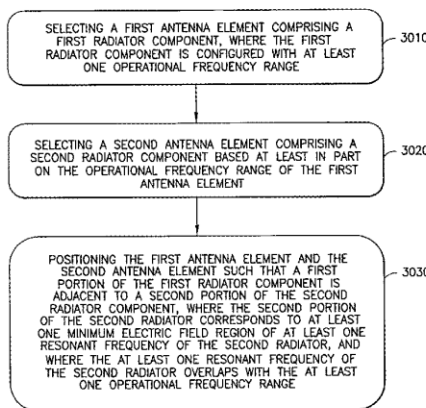 SELECTING A FIRST ANTENNA ELEMENT COMPRISING A
FIRST RADIATOR COMPONENT, WHERE THE FIRST
RADIATOR COMPONENT IS CONFIGURED WITH AT LEAST
ONE OPERATIONAL FREQUENCY RANGE
3010
SELECTING A SECOND ANTENNA ELEMENT COMPRISING A
SECOND RADIATOR COMPONENT BASED AT LEAST IN PART
ON THE OPERATIONAL FREQUENCY RANGE OF THE FIRST
ANTENNA ELEMENT
3020
POSITIONING THE FIRST ANTENNA ELEMENT AND THE
SECOND ANTENNA ELEMENT SUCH THAT A FIRST
PORTION OF THE FIRST RADIATOR COMPONENT IS
ADJACENT TO A SECOND PORTION OF THE SECOND
RADIATOR COMPONENT, WHERE THE SECOND PORTION
OF THE SECOND RADIATOR CORRESPONDS TO AT LEAST
ONE MINIMUM ELECTRIC FIELD REGION OF AT LEAST ONE
RESONANT FREQUENCY OF THE SECOND RADIATOR, AND
WHERE THE AT LEAST ONE RESONANT FREQUENCY OF
THE SECOND RADIATOR OVERLAPS WITH THE AT LEAST
ONE OPERATIONAL FREQUENCY RANGE
3030